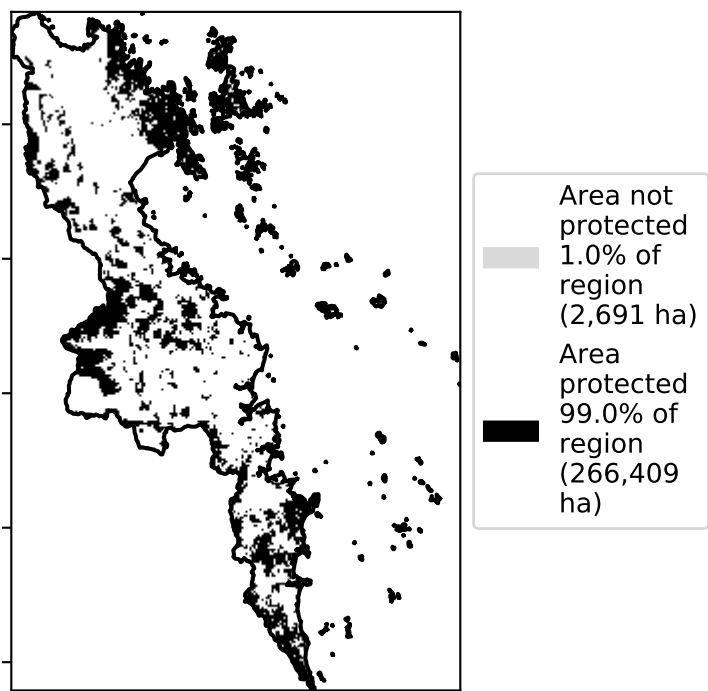 Area not
protected
1.0% of
region
(2,691 ha)
Area
protected
99.0% of
region
(266,409
ha)